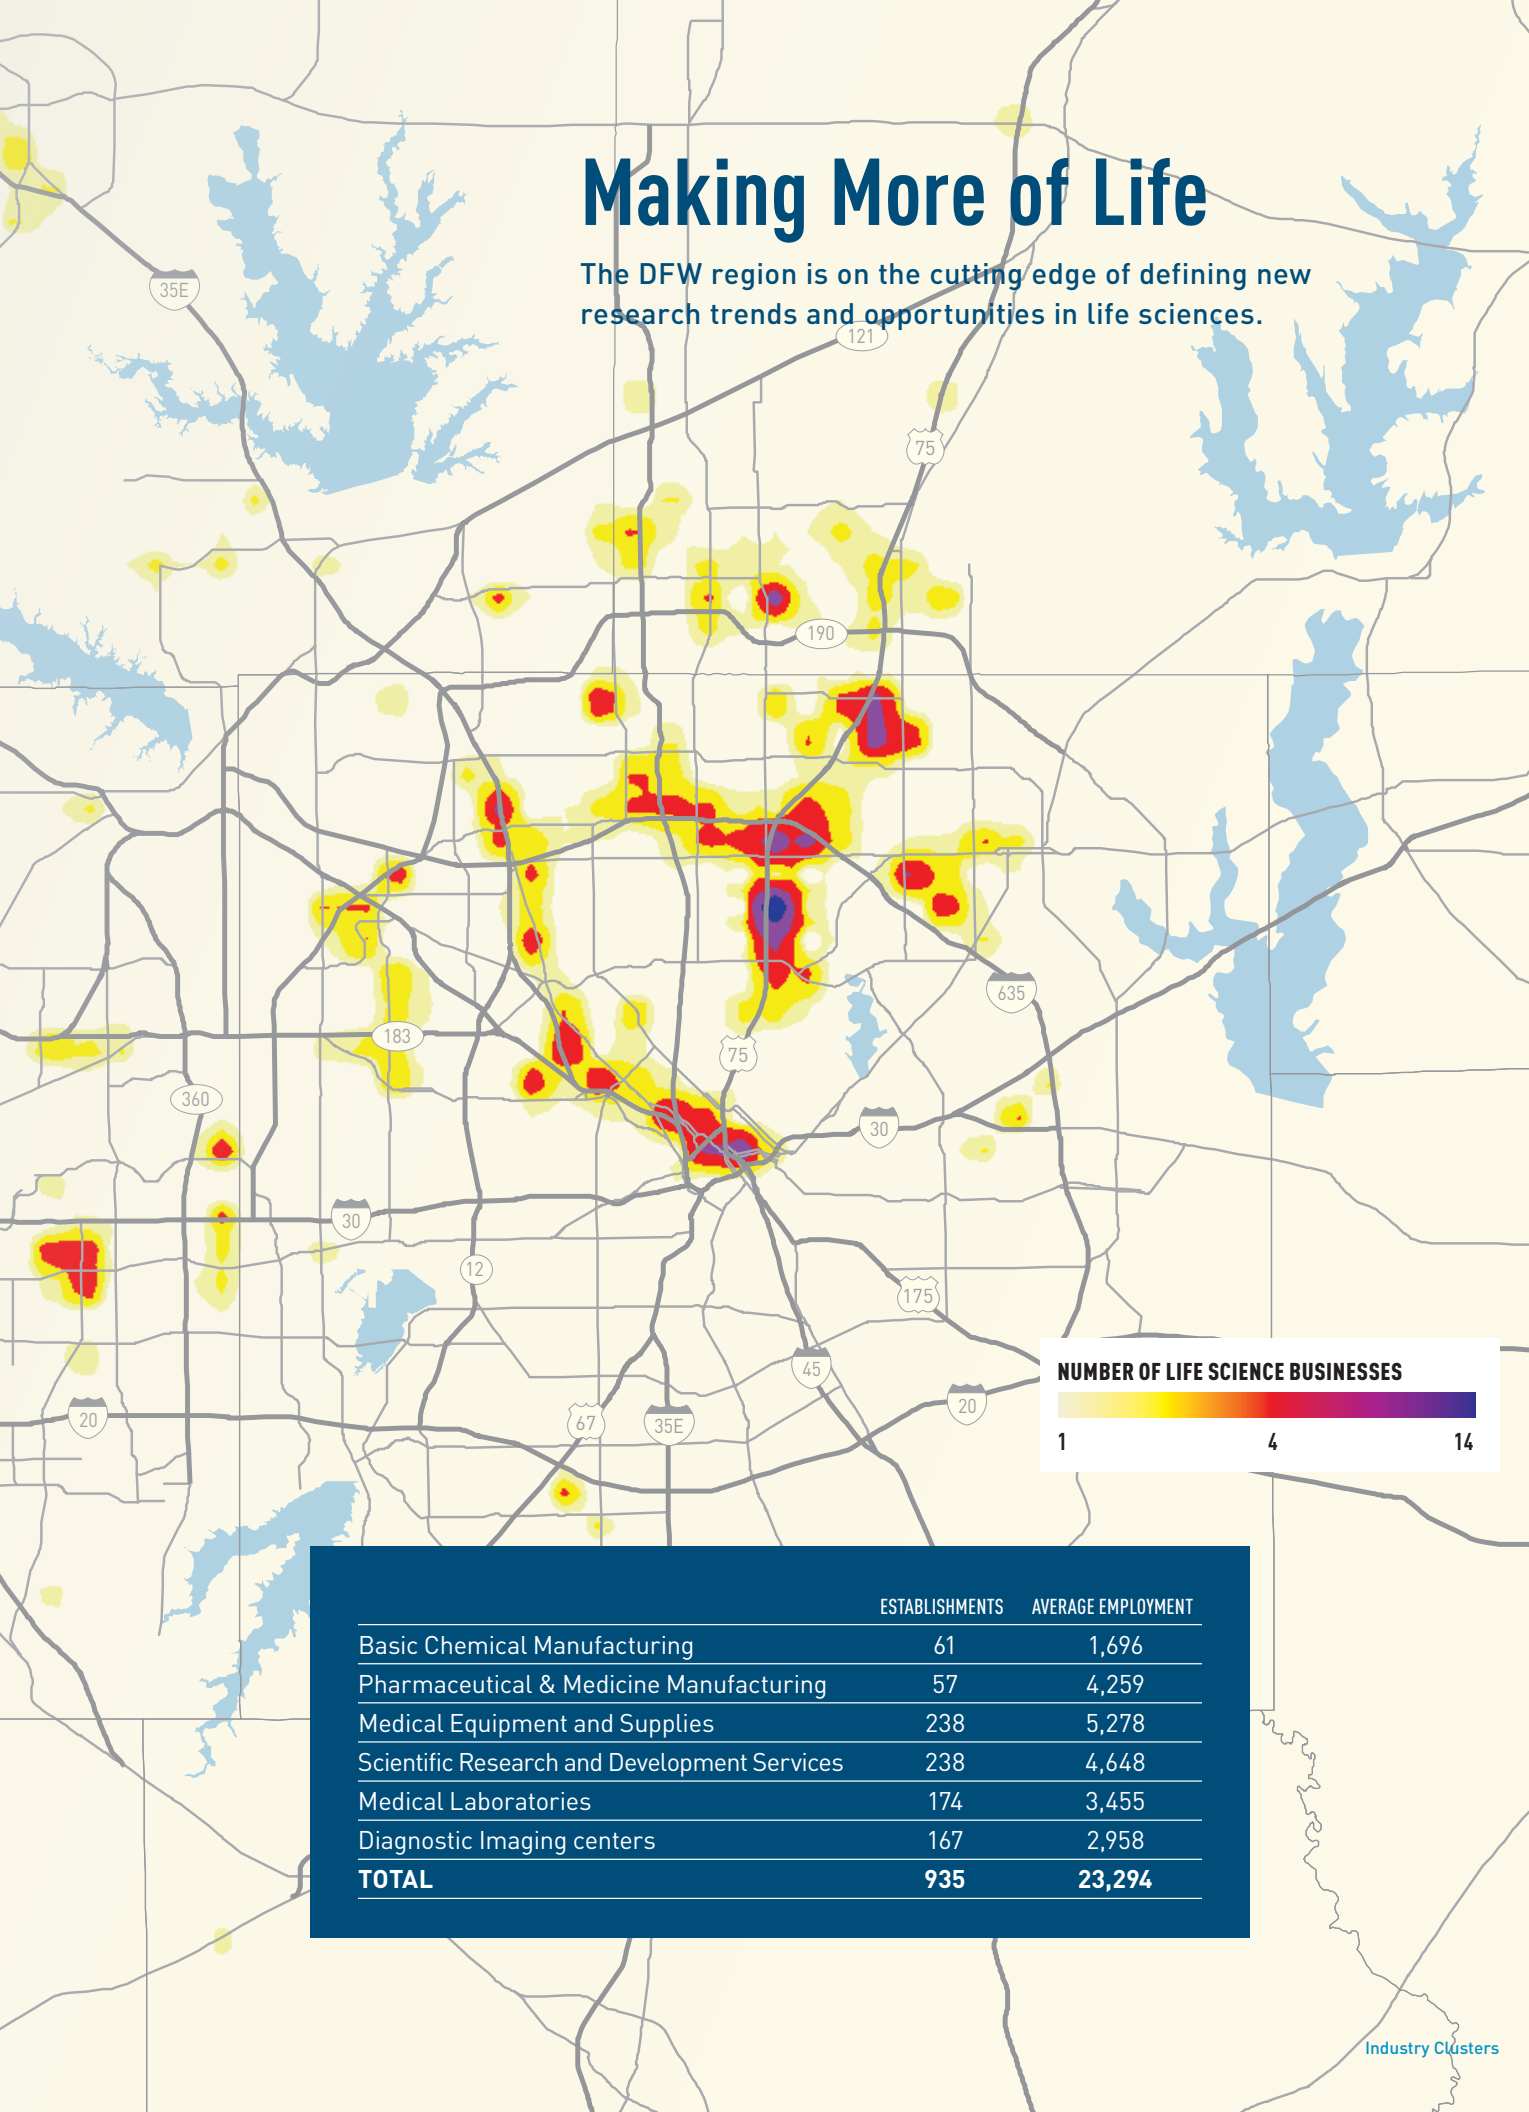 Making More of Life
The DFW region is on the cutting edge of defining new
research trends and opportunities in life sciences.
35E
121
75
190
635
183
75
360
30
30
12
175
45
20
20
67
35E
NUMBER OF LIFE SCIENCE BUSINESSES
1 4 14
ESTABLISHMENTS AVERAGE EMPLOYMENT
Basic Chemical Manufacturing 61 1,696
Pharmaceutical & Medicine Manufacturing 57 4,259
Medical Equipment and Supplies 238 5,278
Scientific Research and Development Services 238 4,648
Medical Laboratories 174 3,455
Diagnostic Imaging centers 167 2,958
TOTAL 935 23,294
Industry Clusters